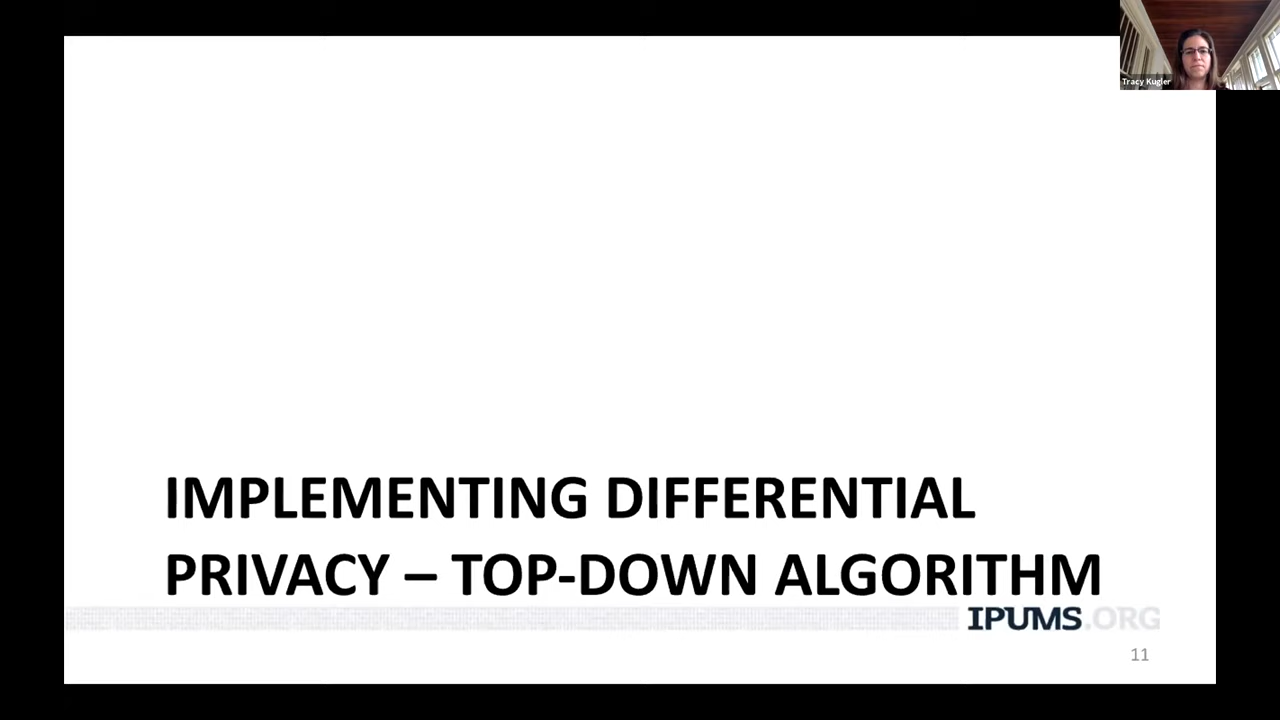 Tracy Kugler
IMPLEMENTING DIFFERENTIAL
PRIVACY – TOP-DOWN ALGORITHM
IPUMS.ORG
11